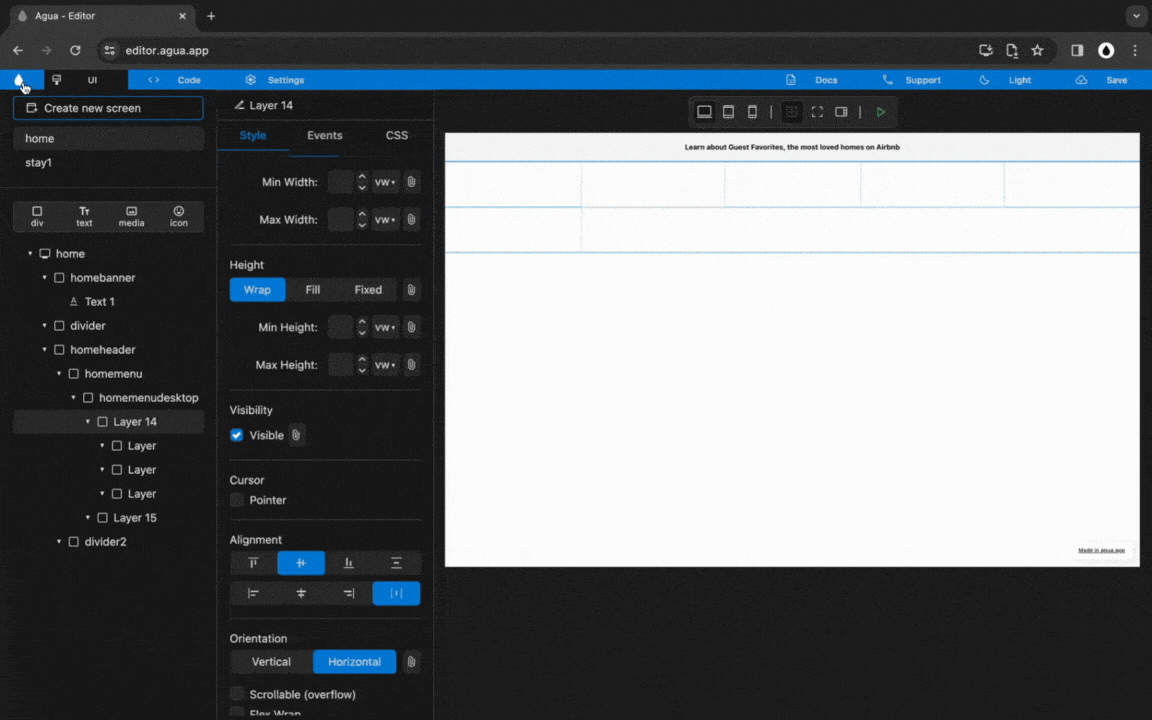 Agua - Editor
editor.agua.app
UI
Code
Settings
Docs
Support
Light
Save
Create new screen
home
stay1
div
text
media
icon
home
homebanner
Text 1
divider
homeheader
homemenu
homemenudesktop
Layer 14
Layer
Layer
Layer
Layer 15
divider2
Layer 14
Style
Events
CSS
Min Width:
vw
Max Width:
vw
Height
Wrap
Fill
Fixed
Min Height:
vw
Max Height:
vw
Visibility
Visible
Cursor
Pointer
Alignment
Orientation
Vertical
Horizontal
Scrollable (overflow)
Flex Wrap
Learn about Guest Favorites, the most loved homes on Airbnb
Made in agua.app